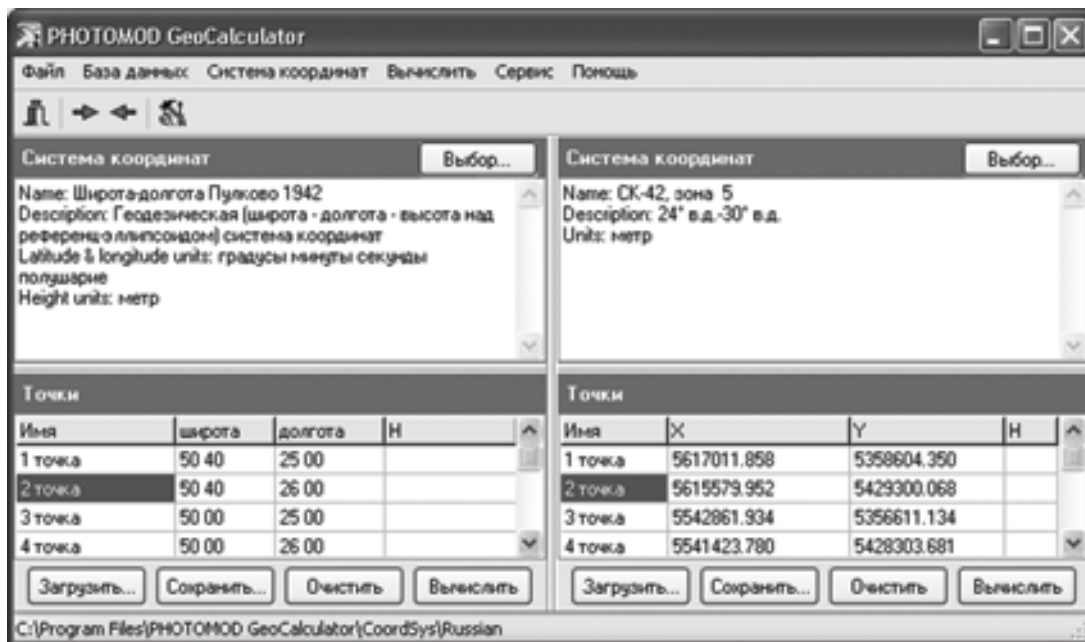 PHOTOMOD GeoCalculator
Файл База данных Система координат Вычислить Сервис Помощь
Система координат Выбор...
Name: Широта-долгота Пулково 1942
Description: Геодезическая (широта - долгота - высота над
референц-эллипсоидом) система координат
Latitude & longitude units: градусы минуты секунды
полушарие
Height units: метр
Система координат Выбор...
Name: СК-42, зона 5
Description: 24° в.д.-30° в.д.
Units: метр
Точки
Имя широта долгота H
1 точка 50 40 25 00
2 точка 50 40 26 00
3 точка 50 00 25 00
4 точка 50 00 26 00
Загрузить... Сохранить... Очистить Вычислить
Точки
Имя X Y H
1 точка 5617011.858 5358604.350
2 точка 5615579.952 5429300.068
3 точка 5542861.934 5356611.134
4 точка 5541423.780 5428303.681
Загрузить... Сохранить... Очистить Вычислить
C:\Program Files\PHOTOMOD GeoCalculator\CoordSys\Russian